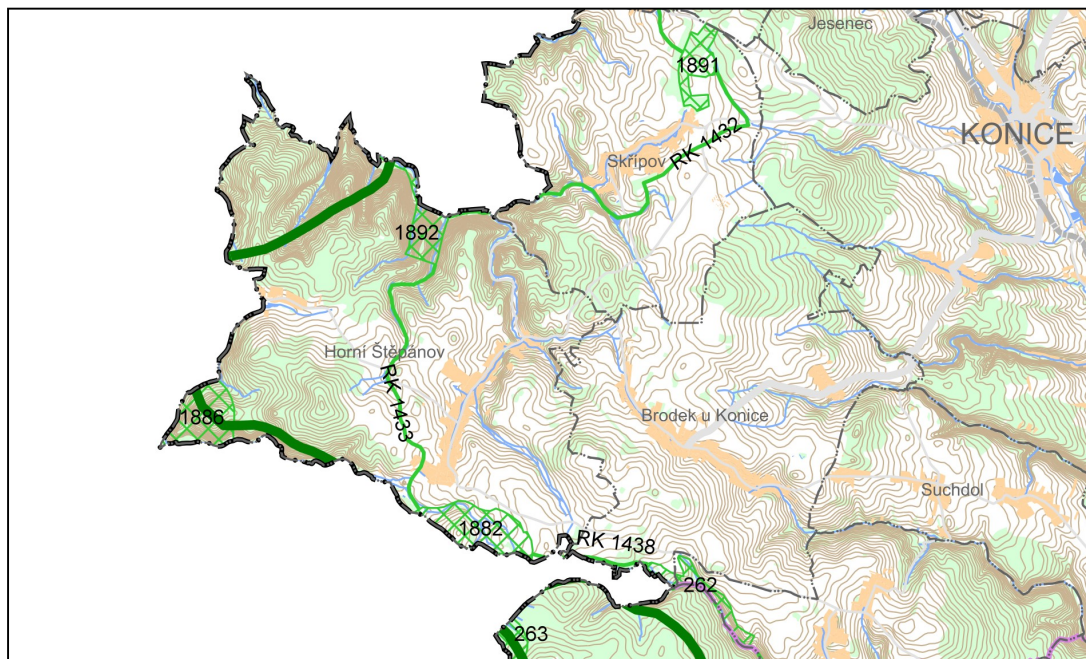 Jesenec
1891
KONICE
RK 1432
Skřípov
1892
Horní Štěpánov
RK 1433
1886
Brodek u Konice
Suchdol
1882
RK 1438
262
263